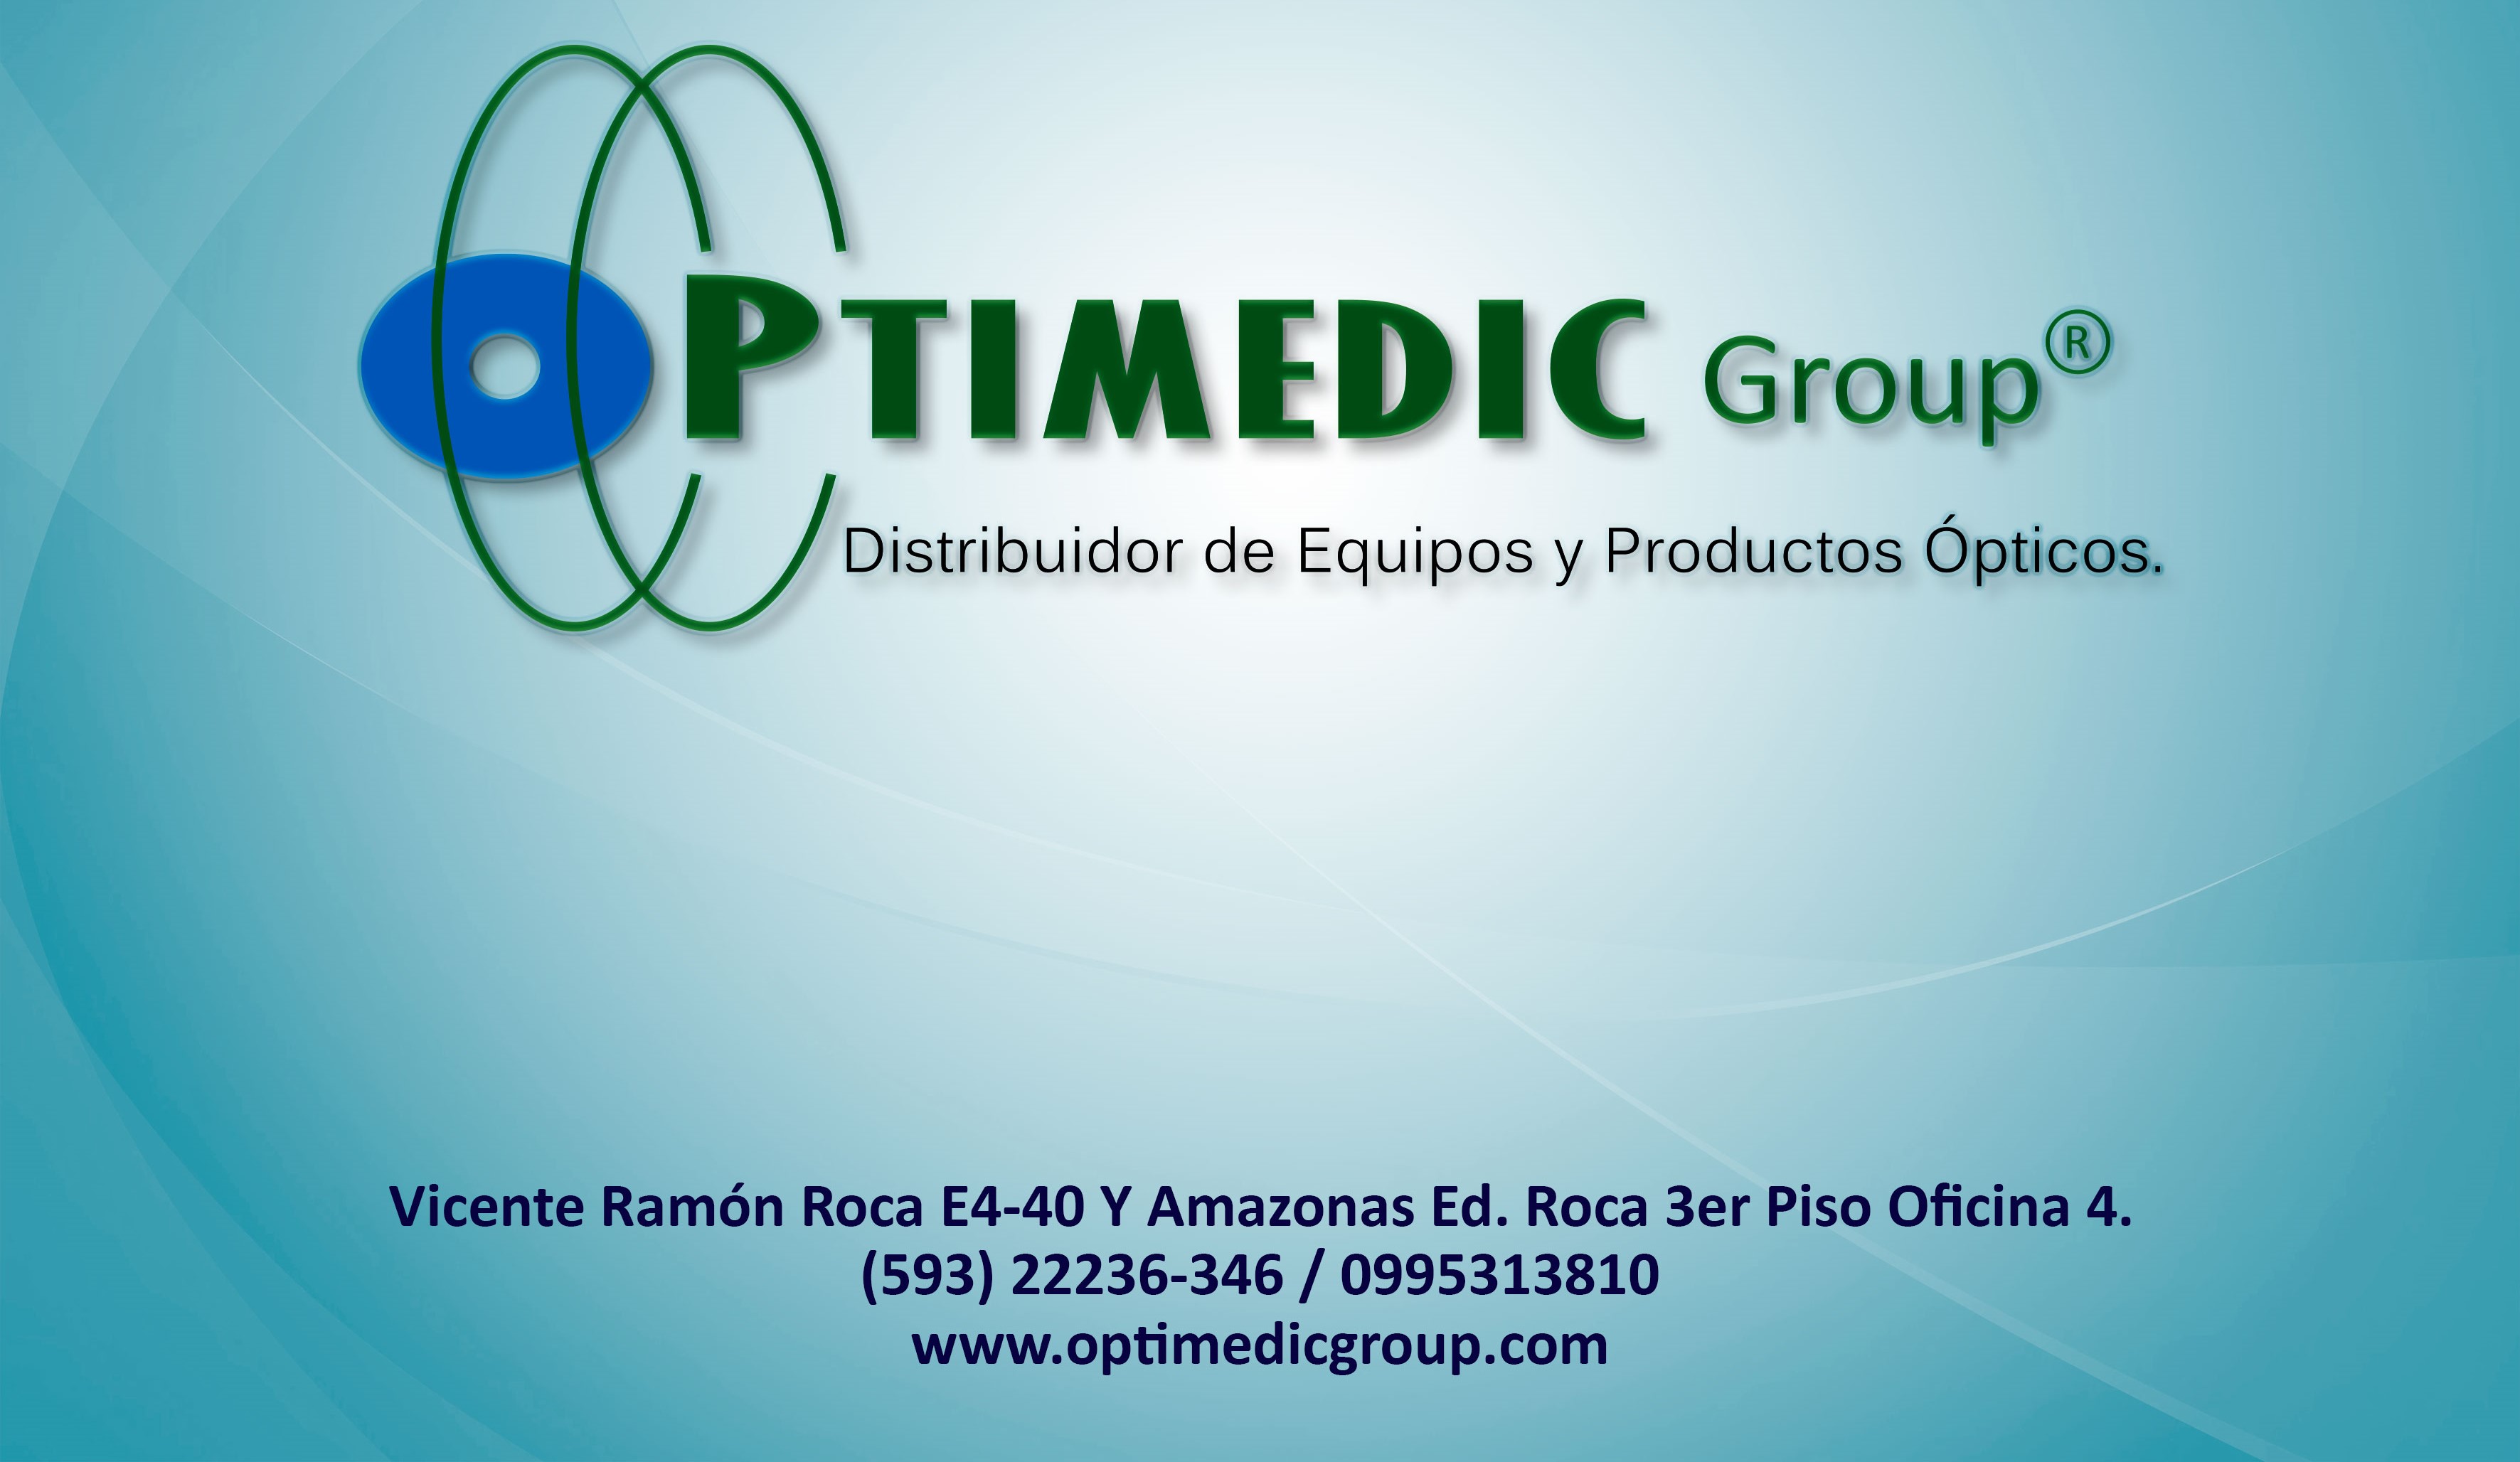 OPTIMEDIC Group®
Distribuidor de Equipos y Productos Ópticos.
Vicente Ramón Roca E4-40 Y Amazonas Ed. Roca 3er Piso Oficina 4.
(593) 22236-346 / 0995313810
www.optimedicgroup.com